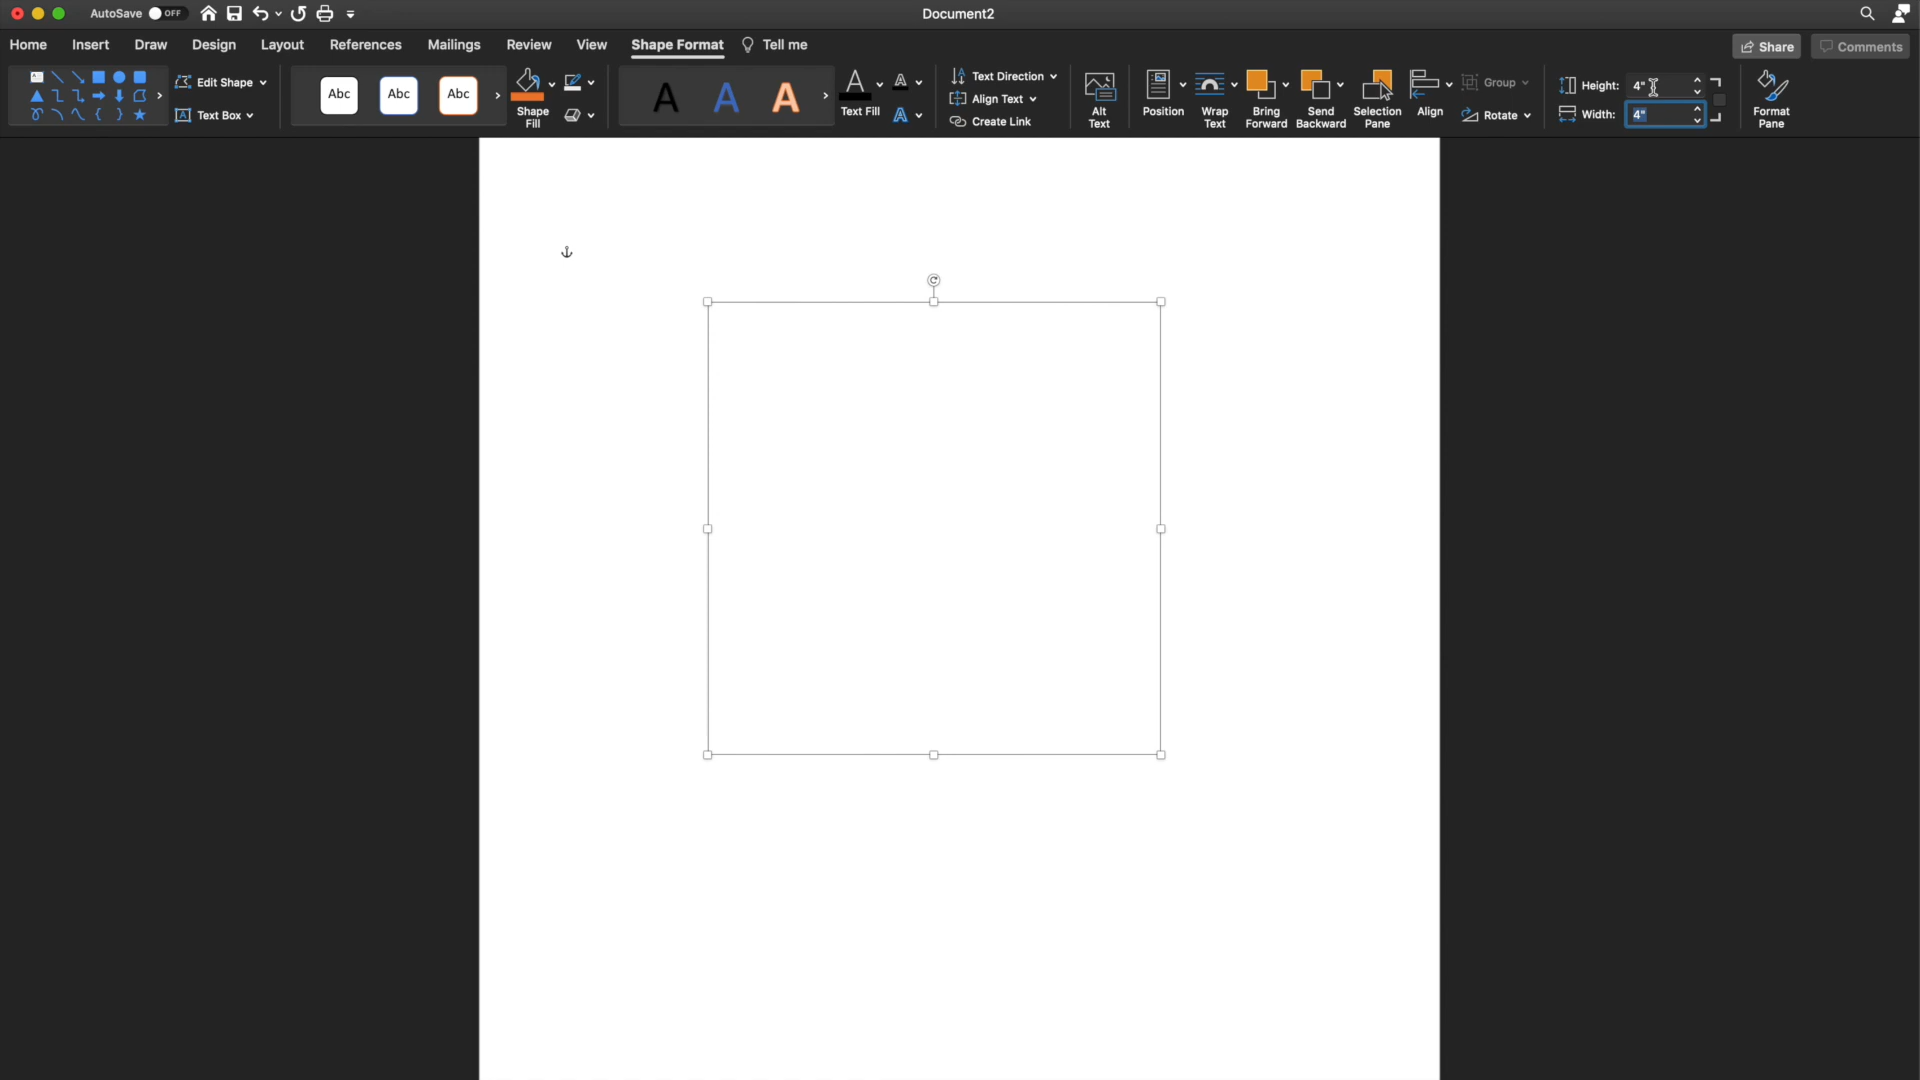 AutoSave OFF
Document2
Home Insert Draw Design Layout References Mailings Review View Shape Format Tell me
Share Comments
Edit Shape
Text Box
Abc Abc Abc
Shape Fill
A A A
Text Fill
Text Direction
Align Text
Create Link
Alt Text
Position
Wrap Text
Bring Forward
Send Backward
Selection Pane
Align
Group
Rotate
Height: 4"
Width: 4"
Format Pane